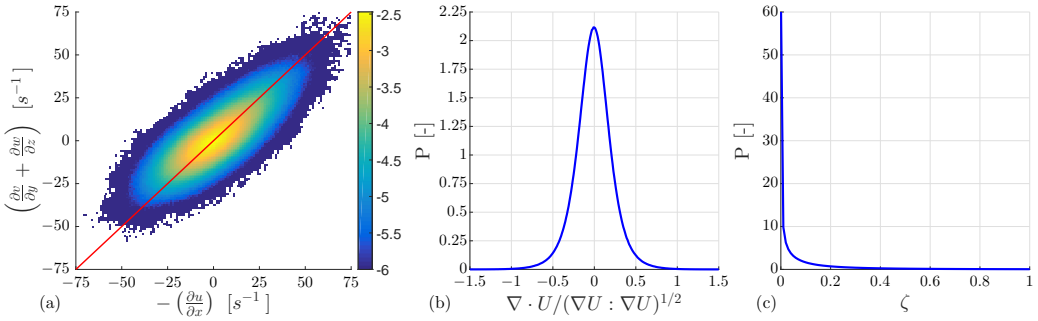 75
50
25
0
−25
−50
−75
−75 −50 −25 0 25 50 75
(∂v/∂y + ∂w/∂z) [s⁻¹]
−(∂u/∂x) [s⁻¹]
(a)
-2.5
-3
-3.5
-4
-4.5
-5
-5.5
-6
2.25
2
1.75
1.5
1.25
1
0.75
0.5
0.25
0
−1.5 −1 −0.5 0 0.5 1 1.5
P [-]
∇ · U/(∇U : ∇U)^{1/2}
(b)
60
50
40
30
20
10
0
0 0.2 0.4 0.6 0.8 1
P [-]
ζ
(c)